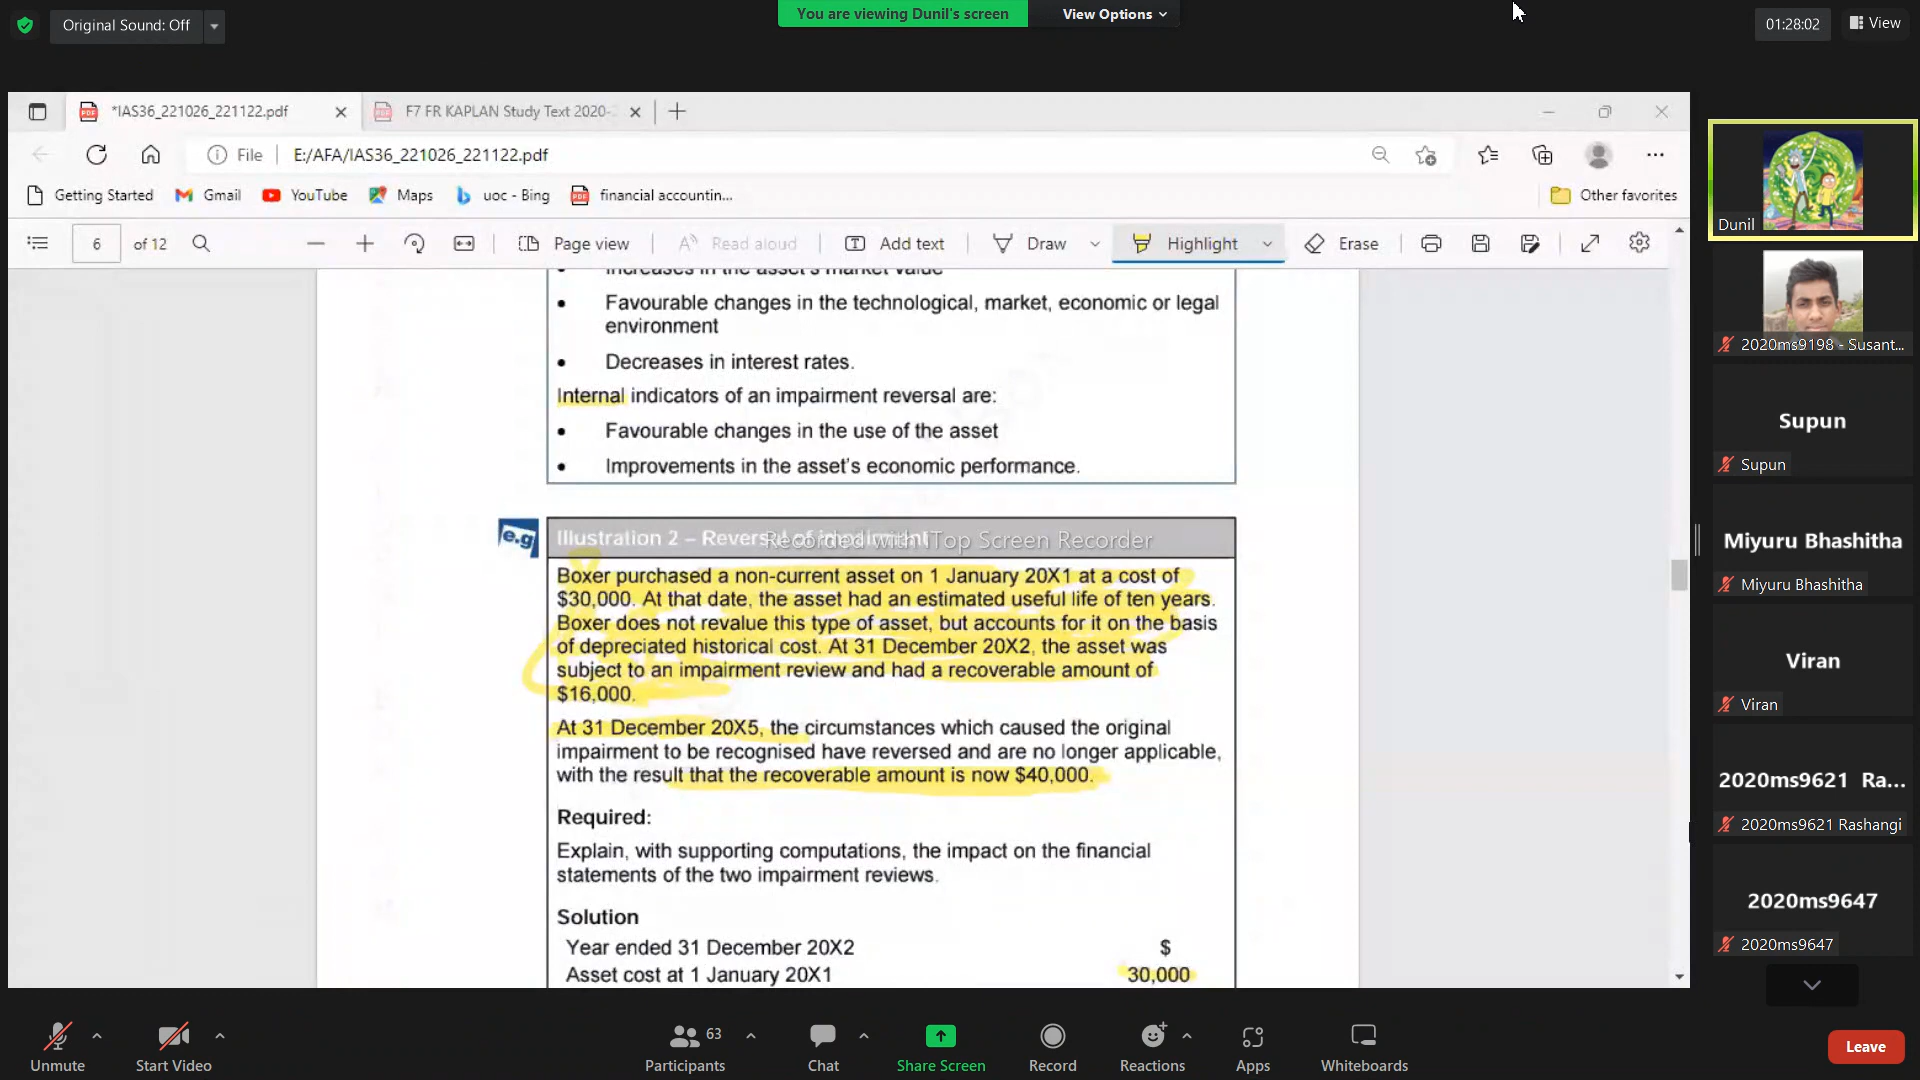 Original Sound: Off
You are viewing Dunil's screen
View Options
01:28:02
View
*IAS36_221026_221122.pdf
F7 FR KAPLAN Study Text 2020-
File
E:/AFA/IAS36_221026_221122.pdf
Getting Started
Gmail
YouTube
Maps
uoc - Bing
financial accountin...
Other favorites
6 of 12
Page view
Read aloud
Add text
Draw
Highlight
Erase
• Increases in the asset's market value
• Favourable changes in the technological, market, economic or legal
environment
• Decreases in interest rates.
Internal indicators of an impairment reversal are:
• Favourable changes in the use of the asset
• Improvements in the asset's economic performance.
e.g
Illustration 2 – Reversal of impairment
Recorded with iTop Screen Recorder
Boxer purchased a non-current asset on 1 January 20X1 at a cost of
$30,000. At that date, the asset had an estimated useful life of ten years.
Boxer does not revalue this type of asset, but accounts for it on the basis
of depreciated historical cost. At 31 December 20X2, the asset was
subject to an impairment review and had a recoverable amount of
$16,000.
At 31 December 20X5, the circumstances which caused the original
impairment to be recognised have reversed and are no longer applicable,
with the result that the recoverable amount is now $40,000.
Required:
Explain, with supporting computations, the impact on the financial
statements of the two impairment reviews.
Solution
Year ended 31 December 20X2 $
Asset cost at 1 January 20X1 30,000
Dunil
2020ms9198 - Susant...
Supun
Supun
Miyuru Bhashitha
Miyuru Bhashitha
Viran
Viran
2020ms9621 Ra...
2020ms9621 Rashangi
2020ms9647
2020ms9647
Unmute
Start Video
63
Participants
Chat
Share Screen
Record
Reactions
Apps
Whiteboards
Leave